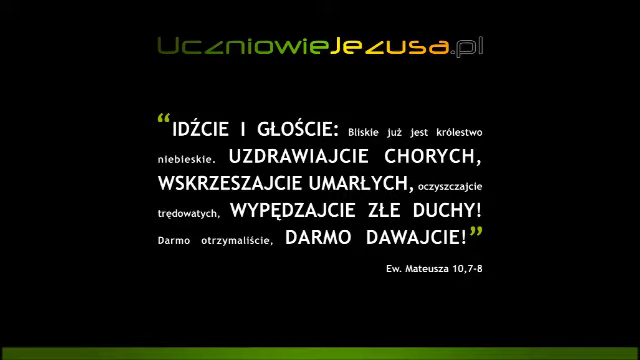 UczniowieJezusa.pl
“IDŹCIE I GŁOŚCIE: Bliskie już jest królestwo
niebieskie. UZDRAWIAJCIE CHORYCH,
WSKRZESZAJCIE UMARŁYCH, oczyszczajcie
trędowatych, WYPĘDZAJCIE ZŁE DUCHY!
Darmo otrzymaliście, DARMO DAWAJCIE!”
Ew. Mateusza 10,7-8